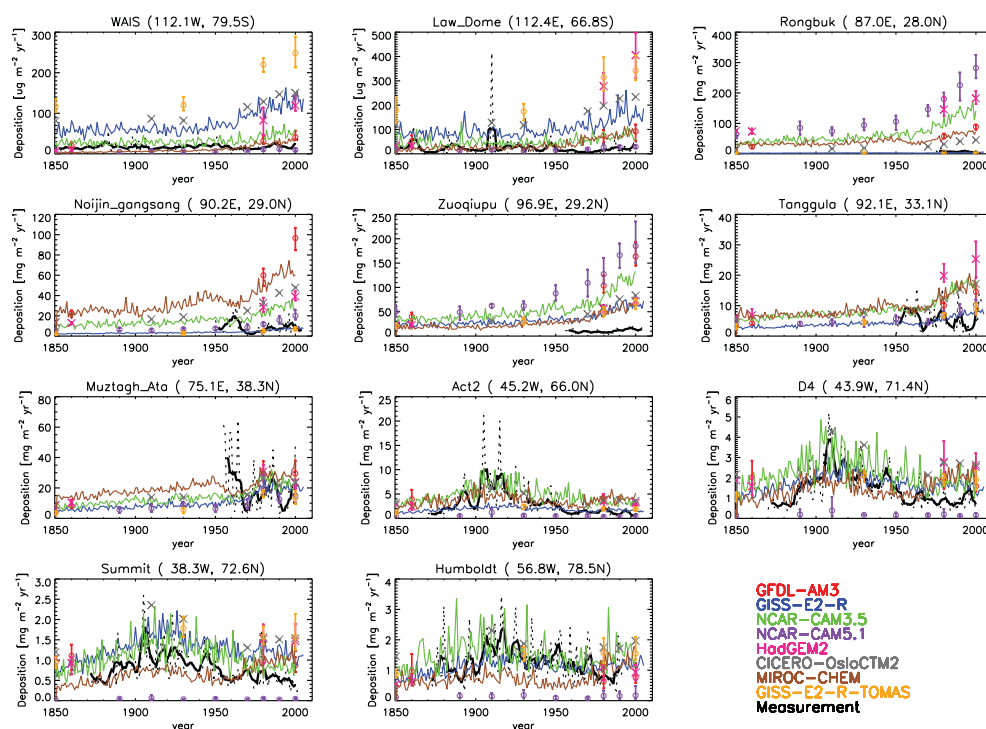 WAIS (112.1W, 79.5S)
Deposition [ug m⁻² yr⁻¹]
300
200
100
0
1850 1900 1950 2000
year
Law_Dome (112.4E, 66.8S)
Deposition [ug m⁻² yr⁻¹]
500
400
300
200
100
0
1850 1900 1950 2000
year
Rongbuk ( 87.0E, 28.0N)
Deposition [mg m⁻² yr⁻¹]
400
300
200
100
0
1850 1900 1950 2000
year
Noijin_gangsang ( 90.2E, 29.0N)
Deposition [mg m⁻² yr⁻¹]
120
100
80
60
40
20
0
1850 1900 1950 2000
year
Zuoqiupu ( 96.9E, 29.2N)
Deposition [mg m⁻² yr⁻¹]
250
200
150
100
50
0
1850 1900 1950 2000
year
Tanggula ( 92.1E, 33.1N)
Deposition [mg m⁻² yr⁻¹]
40
30
20
10
0
1850 1900 1950 2000
year
Muztagh_Ata ( 75.1E, 38.3N)
Deposition [mg m⁻² yr⁻¹]
80
60
40
20
0
1850 1900 1950 2000
year
Act2 ( 45.2W, 66.0N)
Deposition [mg m⁻² yr⁻¹]
25
20
15
10
5
0
1850 1900 1950 2000
year
D4 ( 43.9W, 71.4N)
Deposition [mg m⁻² yr⁻¹]
6
5
4
3
2
1
0
1850 1900 1950 2000
year
Summit ( 38.3W, 72.6N)
Deposition [mg m⁻² yr⁻¹]
3.0
2.5
2.0
1.5
1.0
0.5
0.0
1850 1900 1950 2000
year
Humboldt ( 56.8W, 78.5N)
Deposition [mg m⁻² yr⁻¹]
4
3
2
1
0
1850 1900 1950 2000
year
GFDL-AM3
GISS-E2-R
NCAR-CAM3.5
NCAR-CAM5.1
HadGEM2
CICERO-OsloCTM2
MIROC-CHEM
GISS-E2-R-TOMAS
Measurement